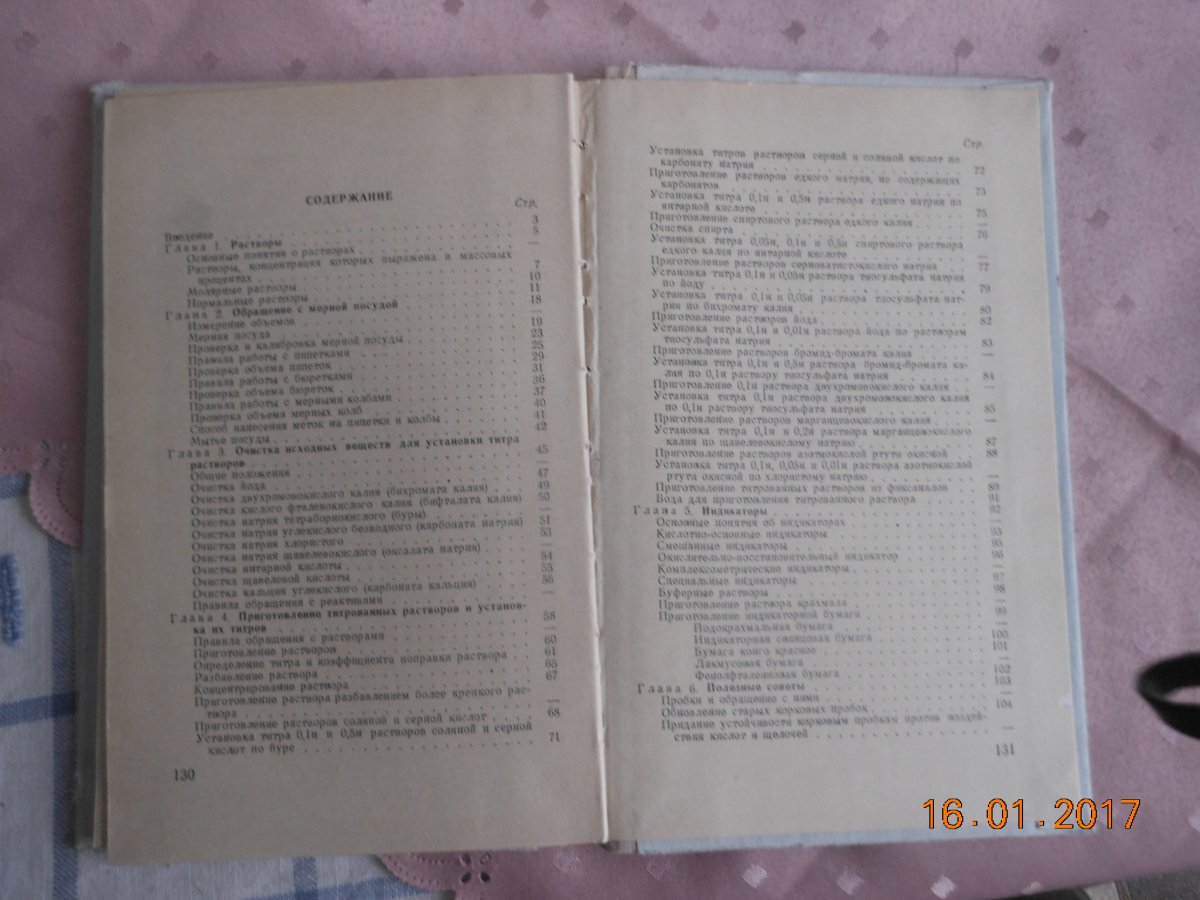 СОДЕРЖАНИЕ
Стр.
Введение 3
Глава 1. Растворы 5
Основные понятия о растворах —
Растворы, концентрация которых выражена в массовых
процентах 7
Молярные растворы 10
Нормальные растворы 11
Глава 2. Обращение с мерной посудой 18
Измерение объемов —
Мерная посуда 19
Проверка и калибровка мерной посуды 23
Правила работы с пипетками 25
Проверка объема пипеток 29
Правила работы с бюретками 31
Проверка объема бюреток 36
Правила работы с мерными колбами 37
Проверка объема мерных колб 40
Способ нанесения меток на пипетки и колбы 41
Мытье посуды 42
Глава 3. Очистка исходных веществ для установки титра
растворов 45
Общие положения —
Очистка йода 47
Очистка двухромовокислого калия (бихромата калия) 49
Очистка кислого фталевокислого калия (бифталата калия) 50
Очистка натрия тетраборнокислого (буры) —
Очистка натрия углекислого безводного (карбоната натрия) 51
Очистка натрия хлористого 53
Очистка натрия щавелевокислого (оксалата натрия) —
Очистка янтарной кислоты 54
Очистка щавелевой кислоты 55
Очистка кальция углекислого (карбоната кальция) 56
Правила обращения с реактивами —
Глава 4. Приготовление титрованных растворов и установ-
ка их титров 58
Правила обращения с растворами —
Приготовление растворов 60
Определение титра и коэффициента поправки раствора 61
Разбавление раствора 65
Концентрирование раствора 67
Приготовление раствора разбавлением более крепкого рас-
твора —
Приготовление растворов соляной и серной кислот 68
Установка титра 0,1н и 0,5н растворов соляной и серной
кислот по буре 71
130
Стр.
Установка титров растворов серной и соляной кислот по
карбонату натрия 72
Приготовление растворов едкого натрия, не содержащих
карбонатов 73
Установка титра 0,1н и 0,5н раствора едкого натрия по
янтарной кислоте 75
Приготовление спиртового раствора едкого калия —
Очистка спирта 76
Установка титра 0,05н, 0,1н и 0,5н спиртового раствора
едкого калия по янтарной кислоте —
Приготовление растворов серноватистокислого натрия 77
Установка титра 0,1н и 0,05н раствора тиосульфата натрия
по йоду 79
Установка титра 0,1н и 0,05н раствора тиосульфата нат-
рия по бихромату калия 80
Приготовление растворов йода 82
Установка титра 0,1н и 0,01н раствора йода по растворам
тиосульфата натрия 83
Приготовление растворов бромид-бромата калия —
Установка титра 0,1н и 0,5н раствора бромид-бромата ка-
лия по 0,1н раствору тиосульфата натрия 84
Приготовление 0,1н раствора двухромовокислого калия —
Установка титра 0,1н раствора двухромовокислого калия
по 0,1н раствору тиосульфата натрия 85
Приготовление растворов марганцевокислого калия —
Установка титра 0,1н и 0,2н раствора марганцевокислого
калия по щавелевокислому натрию 87
Приготовление растворов азотнокислой ртути окисной 88
Установка титра 0,1н, 0,05н и 0,01н раствора азотнокислой
ртути окисной по хлористому натрию —
Приготовление титрованных растворов из фиксаналов 89
Вода для приготовления титрованного раствора 91
Глава 5. Индикаторы 92
Основные понятия об индикаторах —
Кислотно-основные индикаторы 93
Смешанные индикаторы 95
Окислительно-восстановительный индикатор 96
Комплексометрические индикаторы —
Специальные индикаторы 97
Буферные растворы 98
Приготовление раствора крахмала —
Приготовление индикаторной бумаги 99
Йодокрахмальная бумага —
Индикаторная свинцовая бумага 100
Бумага конго красное 101
Лакмусовая бумага —
Фенолфталеиновая бумага 102
Глава 6. Полезные советы 103
Пробки и обращение с ними —
Обновление старых корковых пробок 104
Придание устойчивости корковым пробкам против воздей-
ствия кислот и щелочей —
131
16.01.2017